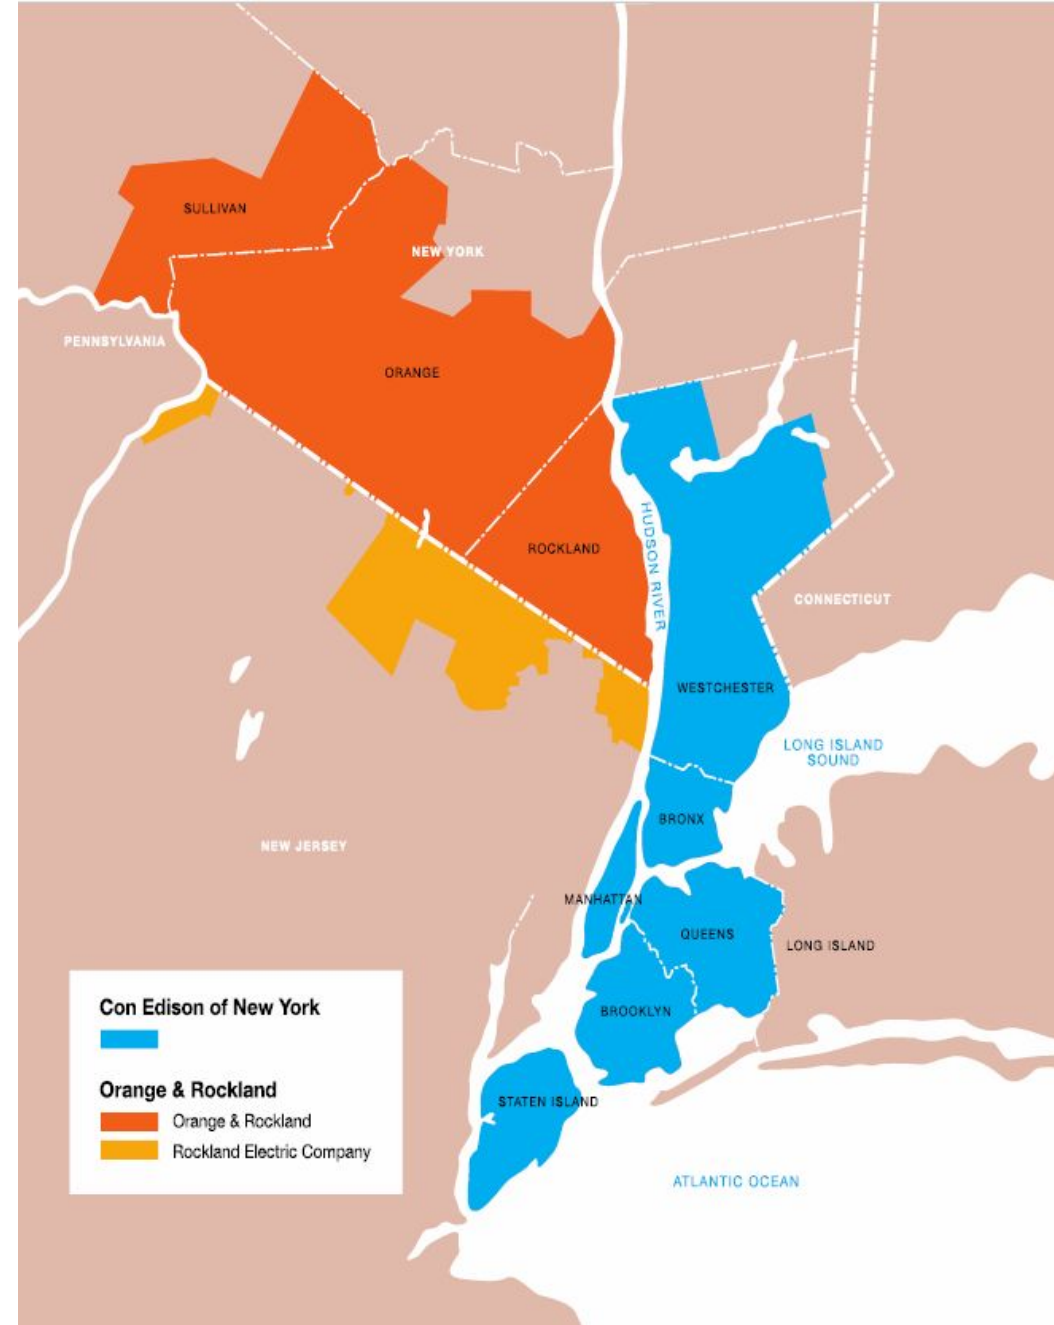 SULLIVAN
NEW YORK
PENNSYLVANIA
ORANGE
HUDSON RIVER
ROCKLAND
CONNECTICUT
WESTCHESTER
LONG ISLAND
SOUND
BRONX
NEW JERSEY
MANHATTAN
QUEENS
LONG ISLAND
BROOKLYN
STATEN ISLAND
ATLANTIC OCEAN
Con Edison of New York
Orange & Rockland
Orange & Rockland
Rockland Electric Company